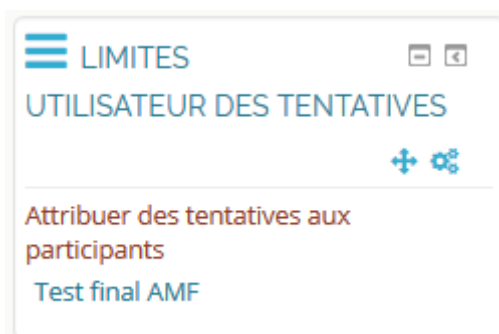 LIMITES
UTILISATEUR DES TENTATIVES
Attribuer des tentatives aux
participants
Test final AMF